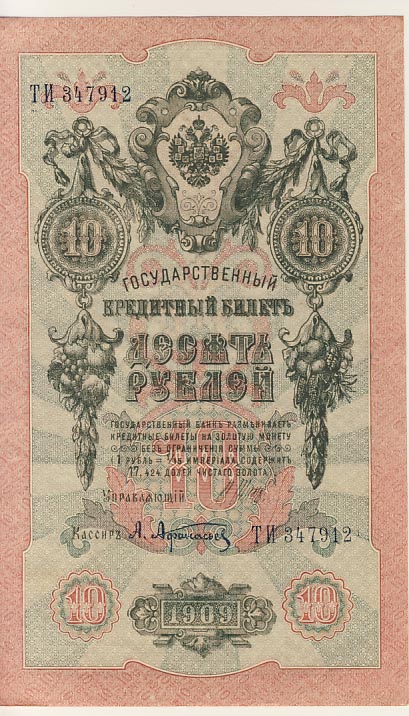 ТИ 347912
10 10
ГОСУДАРСТВЕННЫЙ
КРЕДИТНЫЙ БИЛЕТЪ
ДЕСЯТЬ
РУБЛЕЙ
ГОСУДАРСТВЕННЫЙ БАНКЪ РАЗМѢНИВАЕТЪ
КРЕДИТНЫЕ БИЛЕТЫ НА ЗОЛОТУЮ МОНЕТУ
БЕЗЪ ОГРАНИЧЕНІЯ СУММЫ
(1 РУБЛЬ = 1/15 ИМПЕРІАЛА, СОДЕРЖИТЪ
17,424 ДОЛЕЙ ЧИСТАГО ЗОЛОТА).
10
УПРАВЛЯЮЩІЙ
КАССИРЪ А. Афанасьев ТИ 347912
10 1909 10